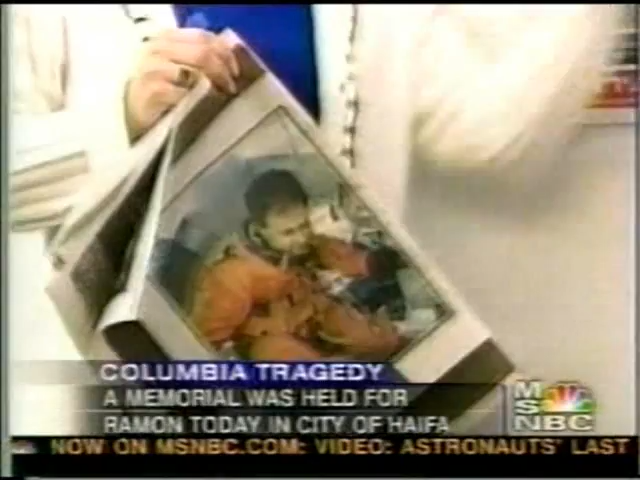 COLUMBIA TRAGEDY
A MEMORIAL WAS HELD FOR
RAMON TODAY IN CITY OF HAIFA
M
S
NBC
NOW ON MSNBC.COM: VIDEO: ASTRONAUTS' LAST